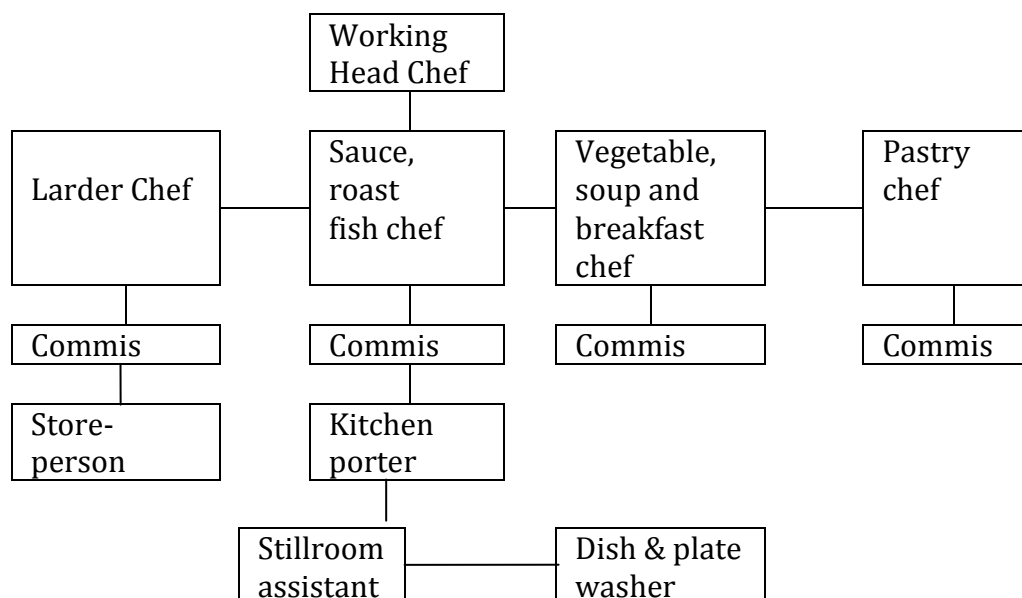 Working
Head Chef
Larder Chef
Sauce,
roast
fish chef
Vegetable,
soup and
breakfast
chef
Pastry
chef
Commis
Commis
Commis
Commis
Store-
person
Kitchen
porter
Stillroom
assistant
Dish & plate
washer